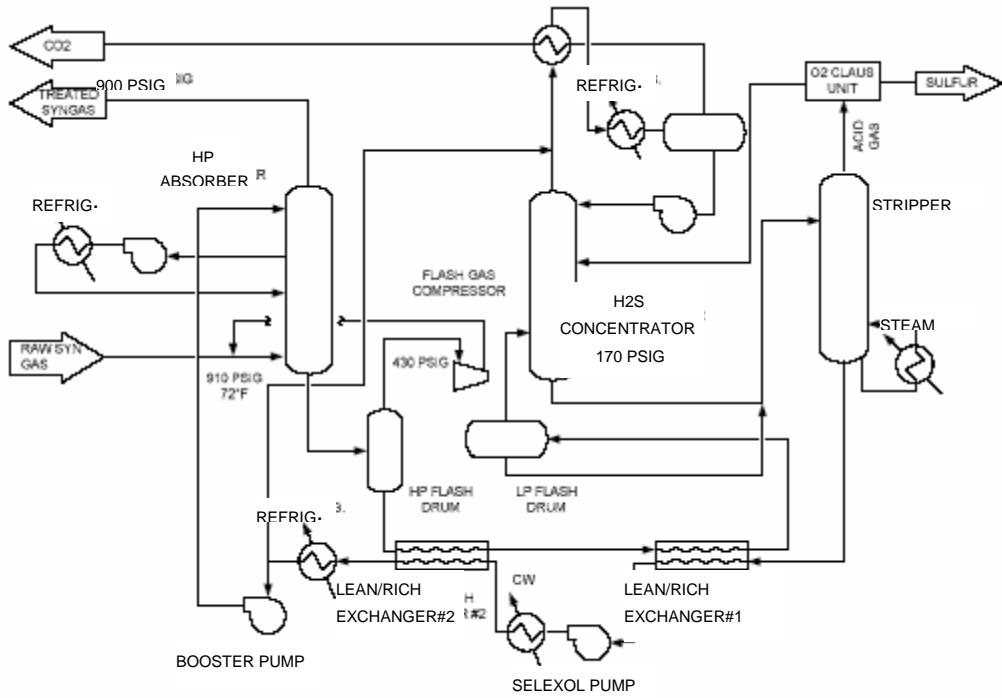 CO2
900 PSIG
SIG
TREATED
SYNGAS
HP
ABSORBER
R
REFRIG.
RAW SYN
GAS
910 PSIG
72°F
REFRIG.
O2 CLAUS
UNIT
SULFUR
ACID
GAS
STRIPPER
FLASH GAS
COMPRESSOR
H2S
CONCENTRATOR
170 PSIG
STEAM
430 PSIG
HP FLASH
DRUM
LP FLASH
DRUM
REFRIG.
G.
LEAN/RICH
EXCHANGER#2
H
R #2
CW
LEAN/RICH
EXCHANGER#1
BOOSTER PUMP
SELEXOL PUMP